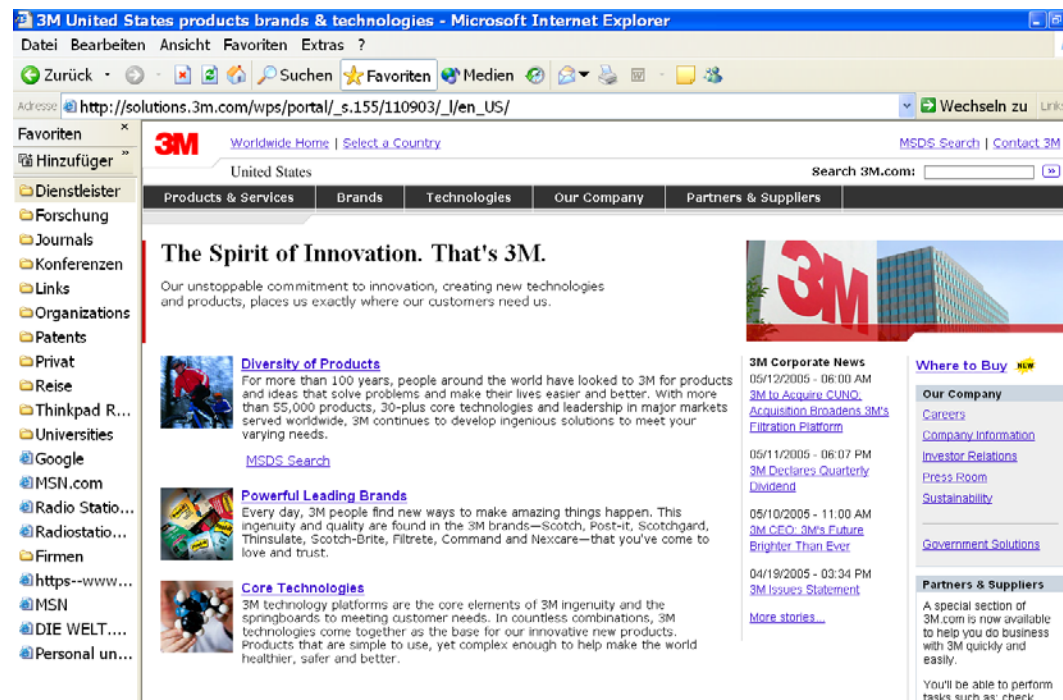 3M United States products brands & technologies - Microsoft Internet Explorer
Datei Bearbeiten Ansicht Favoriten Extras ?
Zurück Suchen Favoriten Medien
Adresse http://solutions.3m.com/wps/portal/_s.155/110903/_l/en_US/ Wechseln zu Links
Favoriten
Hinzufüger
Dienstleister
Forschung
Journals
Konferenzen
Links
Organizations
Patents
Privat
Reise
Thinkpad R...
Universities
Google
MSN.com
Radio Statio...
Radiostatio...
Firmen
https--www...
MSN
DIE WELT....
Personal un...
3M Worldwide Home | Select a Country MSDS Search | Contact 3M
United States Search 3M.com:
Products & Services Brands Technologies Our Company Partners & Suppliers
The Spirit of Innovation. That's 3M.
Our unstoppable commitment to innovation, creating new technologies
and products, places us exactly where our customers need us.
3M
Diversity of Products
For more than 100 years, people around the world have looked to 3M for products
and ideas that solve problems and make their lives easier and better. With more
than 55,000 products, 30-plus core technologies and leadership in major markets
served worldwide, 3M continues to develop ingenious solutions to meet your
varying needs.
MSDS Search
Powerful Leading Brands
Every day, 3M people find new ways to make amazing things happen. This
ingenuity and quality are found in the 3M brands—Scotch, Post-it, Scotchgard,
Thinsulate, Scotch-Brite, Filtrete, Command and Nexcare—that you've come to
love and trust.
Core Technologies
3M technology platforms are the core elements of 3M ingenuity and the
springboards to meeting customer needs. In countless combinations, 3M
technologies come together as the base for our innovative new products.
Products that are simple to use, yet complex enough to help make the world
healthier, safer and better.
3M Corporate News
05/12/2005 - 06:00 AM
3M to Acquire CUNO,
Acquisition Broadens 3M's
Filtration Platform
05/11/2005 - 06:07 PM
3M Declares Quarterly
Dividend
05/10/2005 - 11:00 AM
3M CEO: 3M's Future
Brighter Than Ever
04/19/2005 - 03:34 PM
3M Issues Statement
More stories...
Where to Buy NEW
Our Company
Careers
Company Information
Investor Relations
Press Room
Sustainability
Government Solutions
Partners & Suppliers
A special section of
3M.com is now available
to help you do business
with 3M quickly and
easily.
You'll be able to perform
tasks such as: check